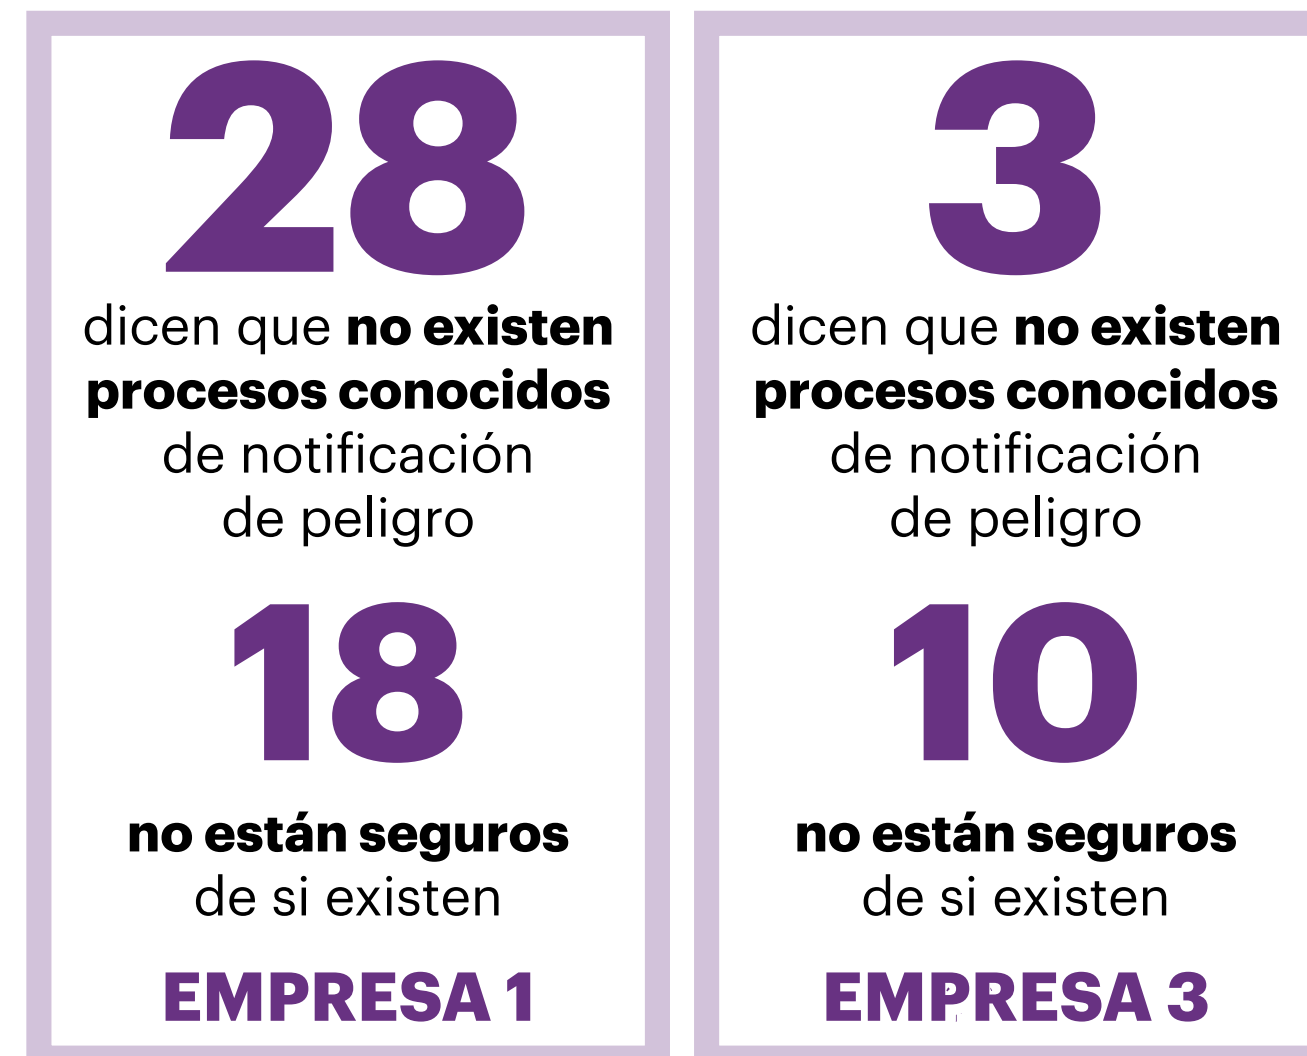 28
dicen que no existen
procesos conocidos
de notificación
de peligro
18
no están seguros
de si existen
EMPRESA 1
3
dicen que no existen
procesos conocidos
de notificación
de peligro
10
no están seguros
de si existen
EMPRESA 3